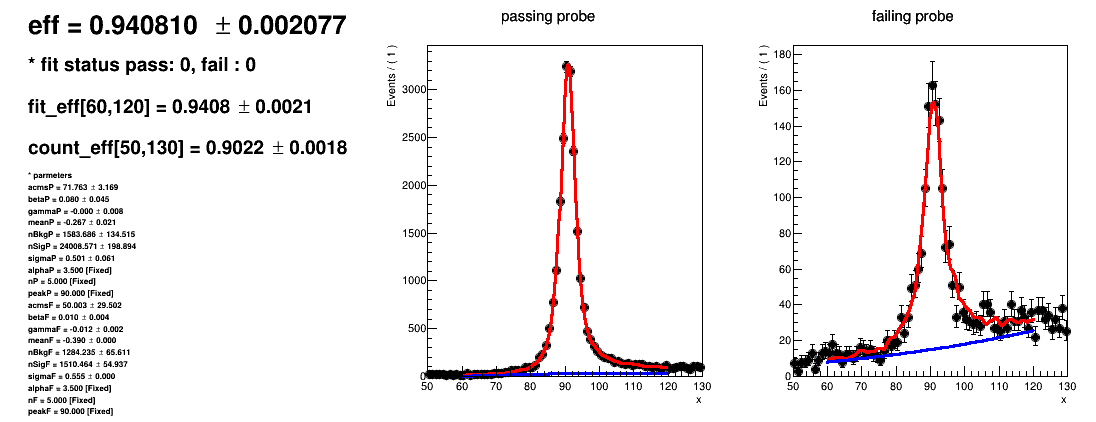 eff = 0.940810 ± 0.002077
* fit status pass: 0, fail : 0
fit_eff[60,120] = 0.9408 ± 0.0021
count_eff[50,130] = 0.9022 ± 0.0018
* parmeters
acmsP = 71.763 ± 3.169
betaP = 0.080 ± 0.045
gammaP = -0.000 ± 0.008
meanP = -0.267 ± 0.021
nBkgP = 1583.686 ± 134.515
nSigP = 24008.571 ± 198.894
sigmaP = 0.501 ± 0.061
alphaP = 3.500 [Fixed]
nP = 5.000 [Fixed]
peakP = 90.000 [Fixed]
acmsF = 50.003 ± 29.502
betaF = 0.010 ± 0.004
gammaF = -0.012 ± 0.002
meanF = -0.390 ± 0.000
nBkgF = 1284.235 ± 65.611
nSigF = 1510.464 ± 54.937
sigmaF = 0.555 ± 0.000
alphaF = 3.500 [Fixed]
nF = 5.000 [Fixed]
peakF = 90.000 [Fixed]
passing probe
Events / ( 1 )
3000
2500
2000
1500
1000
500
0
50 60 70 80 90 100 110 120 130
x
failing probe
Events / ( 1 )
180
160
140
120
100
80
60
40
20
0
50 60 70 80 90 100 110 120 130
x